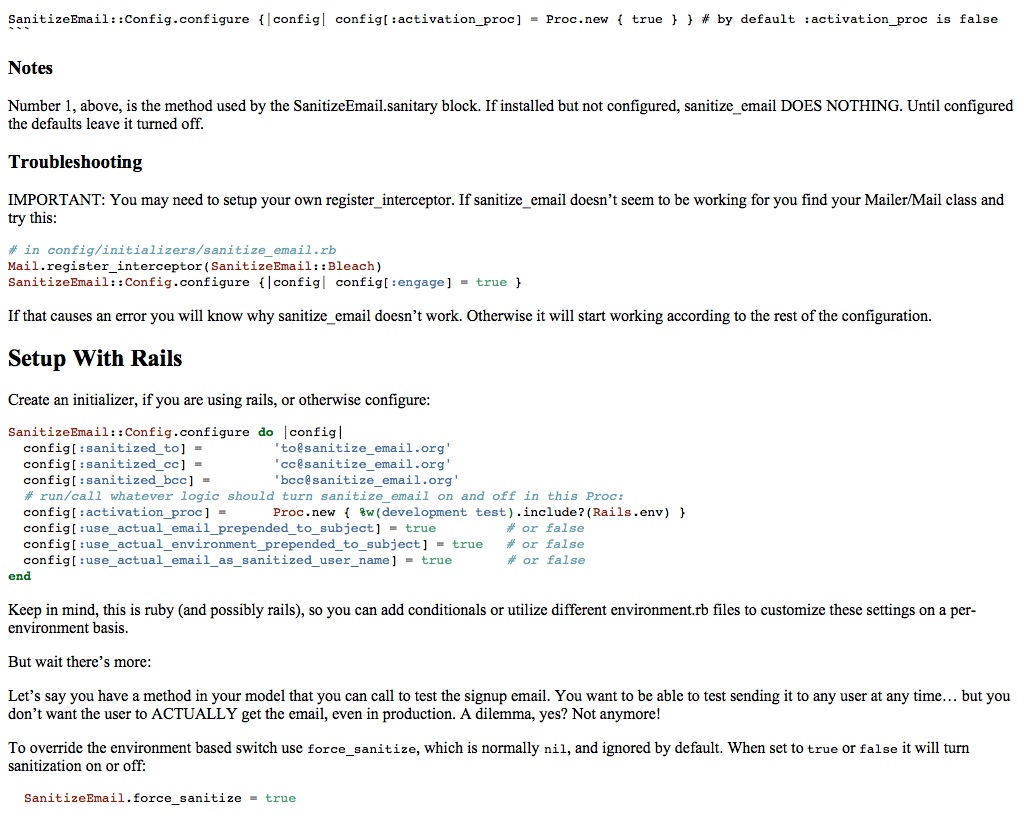 SanitizeEmail::Config.configure {|config| config[:activation_proc] = Proc.new { true } } # by default :activation_proc is false
```
Notes
Number 1, above, is the method used by the SanitizeEmail.sanitary block. If installed but not configured, sanitize_email DOES NOTHING. Until configured
the defaults leave it turned off.
Troubleshooting
IMPORTANT: You may need to setup your own register_interceptor. If sanitize_email doesn’t seem to be working for you find your Mailer/Mail class and
try this:
# in config/initializers/sanitize_email.rb
Mail.register_interceptor(SanitizeEmail::Bleach)
SanitizeEmail::Config.configure {|config| config[:engage] = true }
If that causes an error you will know why sanitize_email doesn’t work. Otherwise it will start working according to the rest of the configuration.
Setup With Rails
Create an initializer, if you are using rails, or otherwise configure:
SanitizeEmail::Config.configure do |config|
  config[:sanitized_to] =         'to@sanitize_email.org'
  config[:sanitized_cc] =         'cc@sanitize_email.org'
  config[:sanitized_bcc] =        'bcc@sanitize_email.org'
  # run/call whatever logic should turn sanitize_email on and off in this Proc:
  config[:activation_proc] =      Proc.new { %w(development test).include?(Rails.env) }
  config[:use_actual_email_prepended_to_subject] = true         # or false
  config[:use_actual_environment_prepended_to_subject] = true   # or false
  config[:use_actual_email_as_sanitized_user_name] = true       # or false
end
Keep in mind, this is ruby (and possibly rails), so you can add conditionals or utilize different environment.rb files to customize these settings on a per-
environment basis.
But wait there’s more:
Let’s say you have a method in your model that you can call to test the signup email. You want to be able to test sending it to any user at any time… but you
don’t want the user to ACTUALLY get the email, even in production. A dilemma, yes? Not anymore!
To override the environment based switch use force_sanitize, which is normally nil, and ignored by default. When set to true or false it will turn
sanitization on or off:
  SanitizeEmail.force_sanitize = true